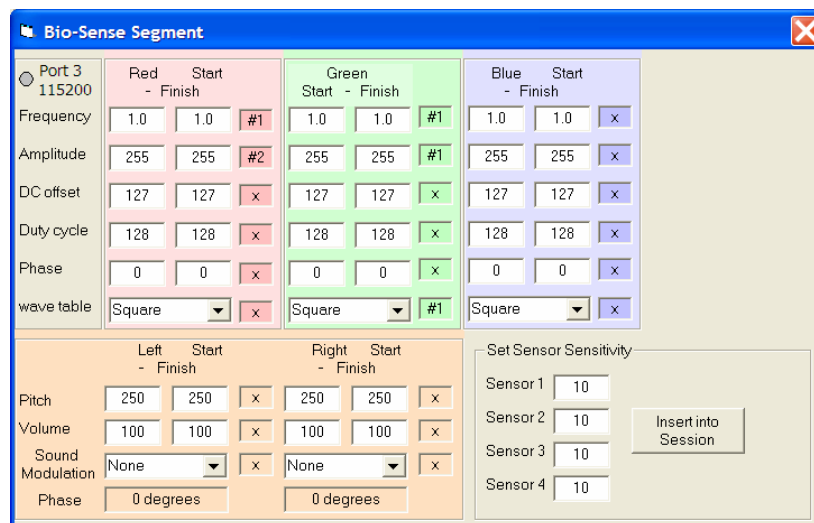 Bio-Sense Segment
Port 3
115200
Red Start
- Finish
Green
Start - Finish
Blue Start
- Finish
Frequency 1.0 1.0 #1 1.0 1.0 #1 1.0 1.0 x
Amplitude 255 255 #2 255 255 #1 255 255 x
DC offset 127 127 x 127 127 x 127 127 x
Duty cycle 128 128 x 128 128 x 128 128 x
Phase 0 0 x 0 0 x 0 0 x
wave table Square x Square #1 Square x
Left Start
- Finish
Right Start
- Finish
Pitch 250 250 x 250 250 x
Volume 100 100 x 100 100 x
Sound
Modulation None x None x
Phase 0 degrees 0 degrees
Set Sensor Sensitivity
Sensor 1 10
Sensor 2 10
Sensor 3 10
Sensor 4 10
Insert into
Session